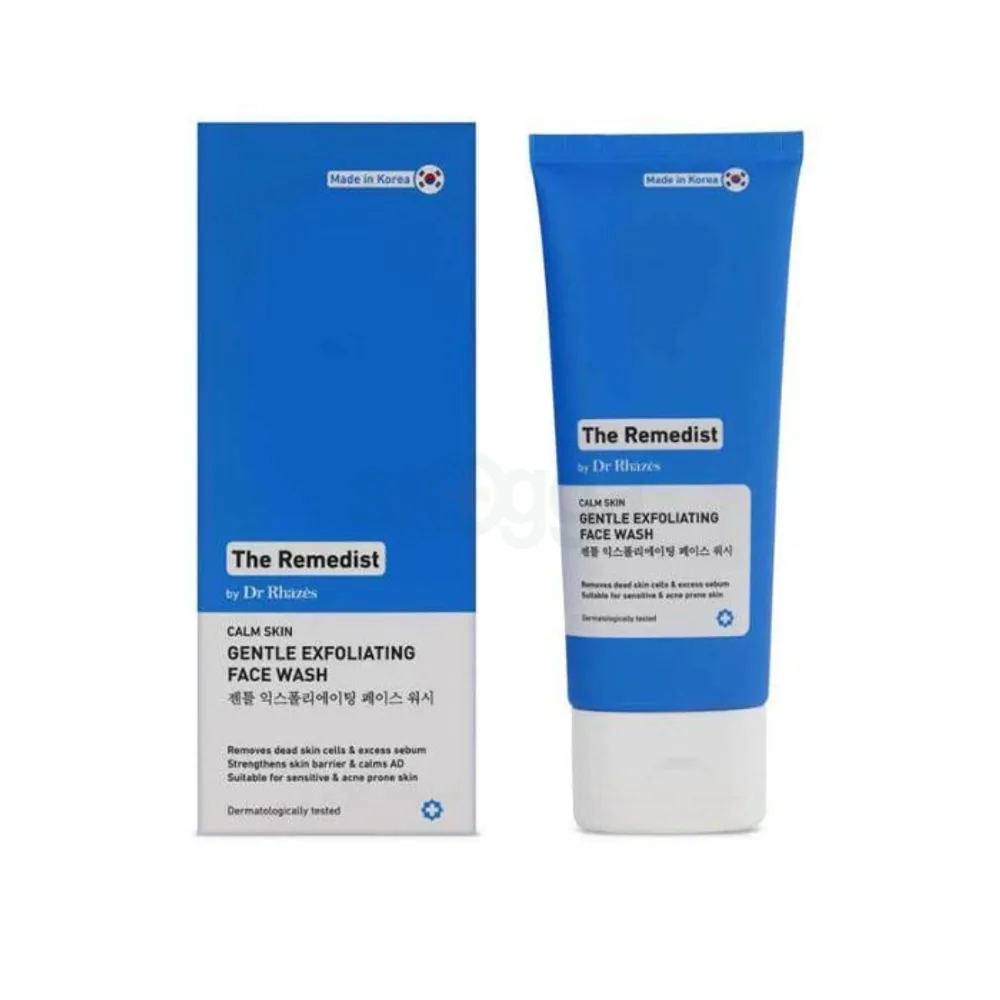 Made in Korea
The Remedist
by Dr Rhazēs
CALM SKIN
GENTLE EXFOLIATING
FACE WASH
젠틀 익스폴리에이팅 페이스 워시
Removes dead skin cells & excess sebum
Strengthens skin barrier & calms AD
Suitable for sensitive & acne prone skin
Dermatologically tested
Made in Korea
The Remedist
by Dr Rhazēs
CALM SKIN
GENTLE EXFOLIATING
FACE WASH
젠틀 익스폴리에이팅 페이스 워시
Removes dead skin cells & excess sebum
Suitable for sensitive & acne prone skin
Dermatologically tested